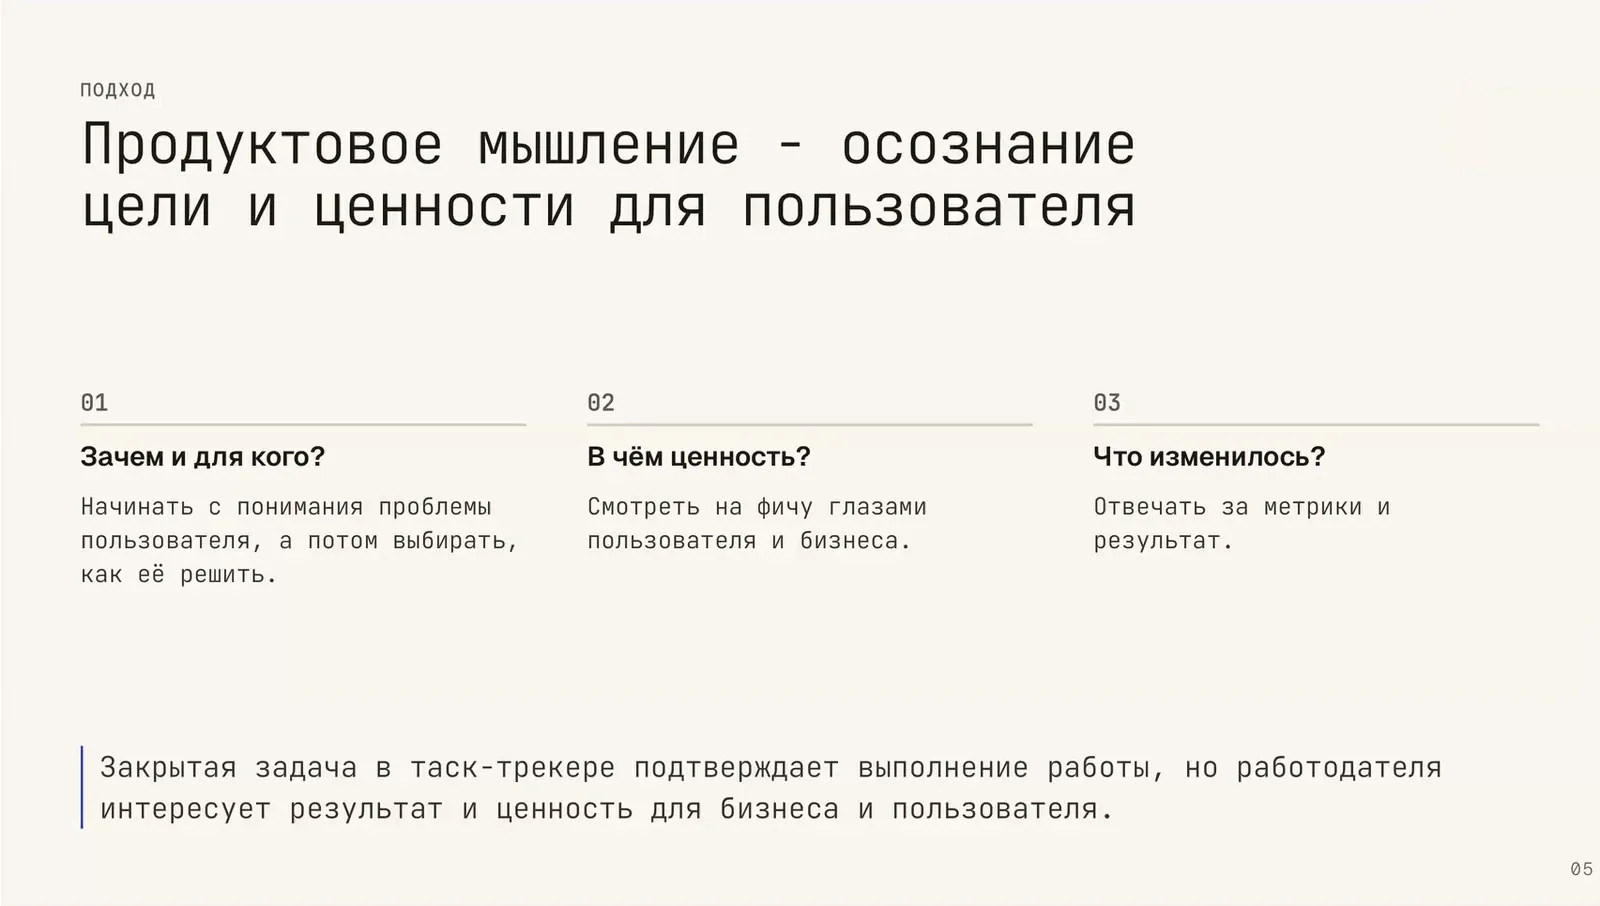 ПОДХОД
Продуктовое мышление - осознание
цели и ценности для пользователя
01
Зачем и для кого?
Начинать с понимания проблемы
пользователя, а потом выбирать,
как её решить.
02
В чём ценность?
Смотреть на фичу глазами
пользователя и бизнеса.
03
Что изменилось?
Отвечать за метрики и
результат.
Закрытая задача в таск-трекере подтверждает выполнение работы, но работодателя
интересует результат и ценность для бизнеса и пользователя.
05